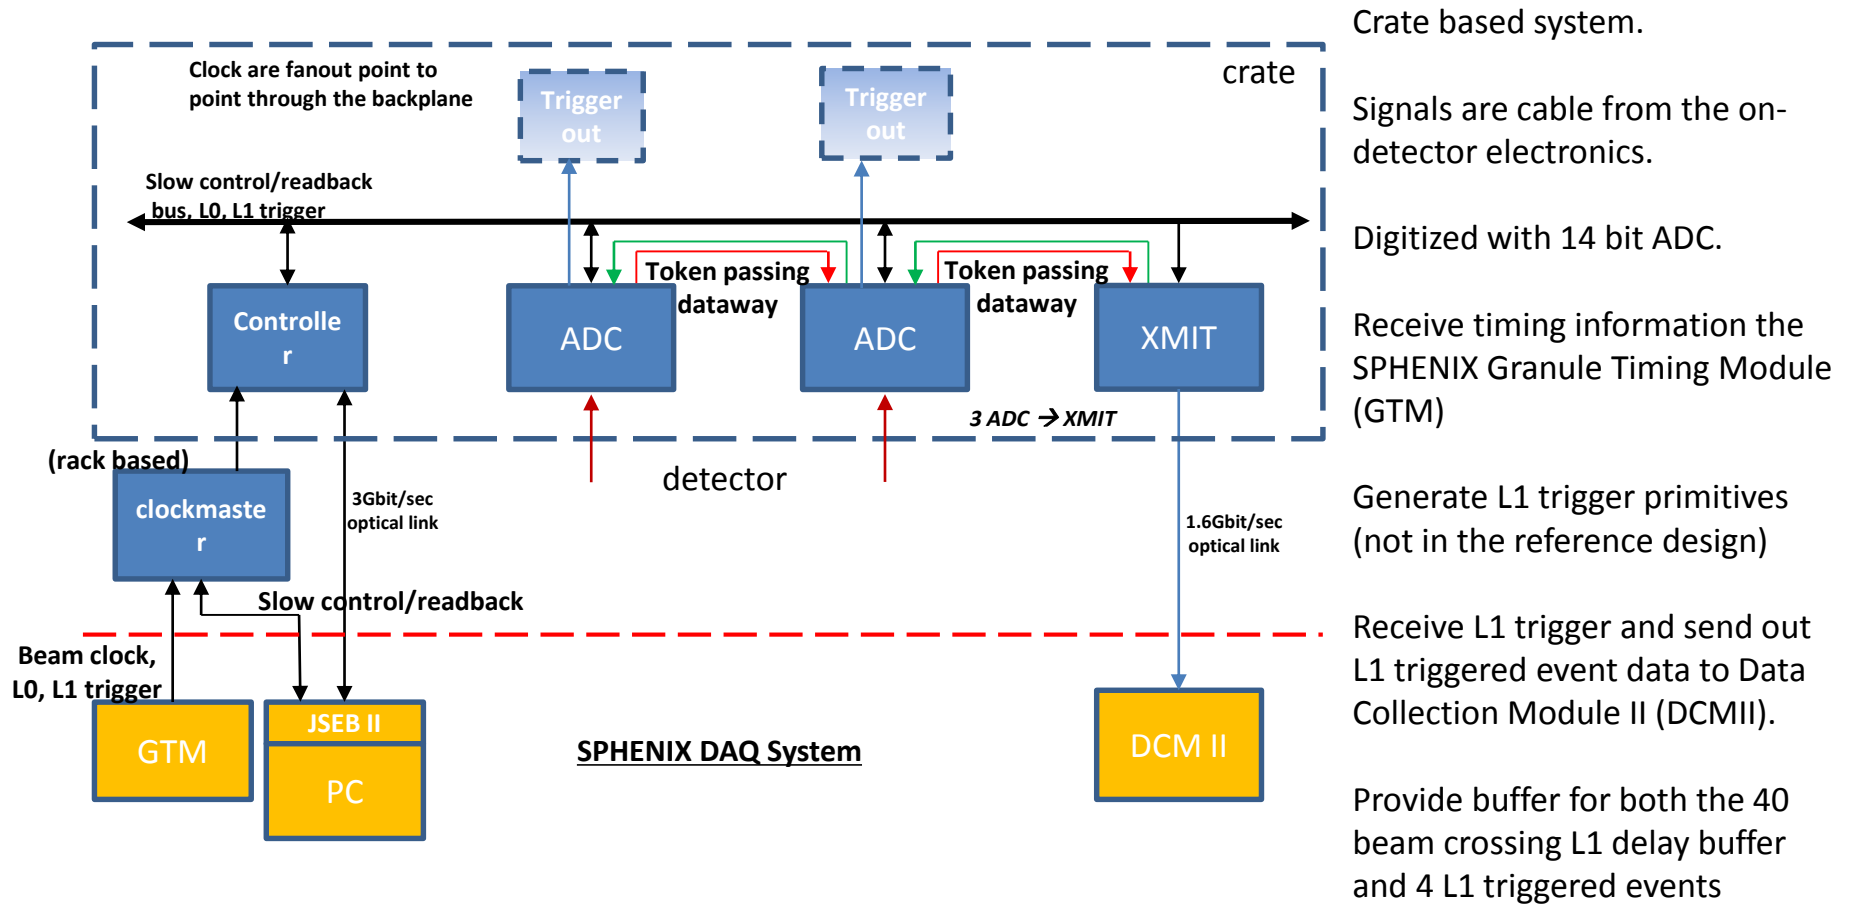 Clock are fanout point to
point through the backplane
Trigger
out
Trigger
out
crate
Slow control/readback
bus, L0, L1 trigger
Token passing
dataway
Token passing
dataway
Controlle
r
ADC
ADC
XMIT
3 ADC → XMIT
(rack based)
clockmaste
r
3Gbit/sec
optical link
detector
1.6Gbit/sec
optical link
Slow control/readback
Beam clock,
L0, L1 trigger
GTM
JSEB II
PC
SPHENIX DAQ System
DCM II
Crate based system.
Signals are cable from the on-
detector electronics.
Digitized with 14 bit ADC.
Receive timing information the
SPHENIX Granule Timing Module
(GTM)
Generate L1 trigger primitives
(not in the reference design)
Receive L1 trigger and send out
L1 triggered event data to Data
Collection Module II (DCMII).
Provide buffer for both the 40
beam crossing L1 delay buffer
and 4 L1 triggered events